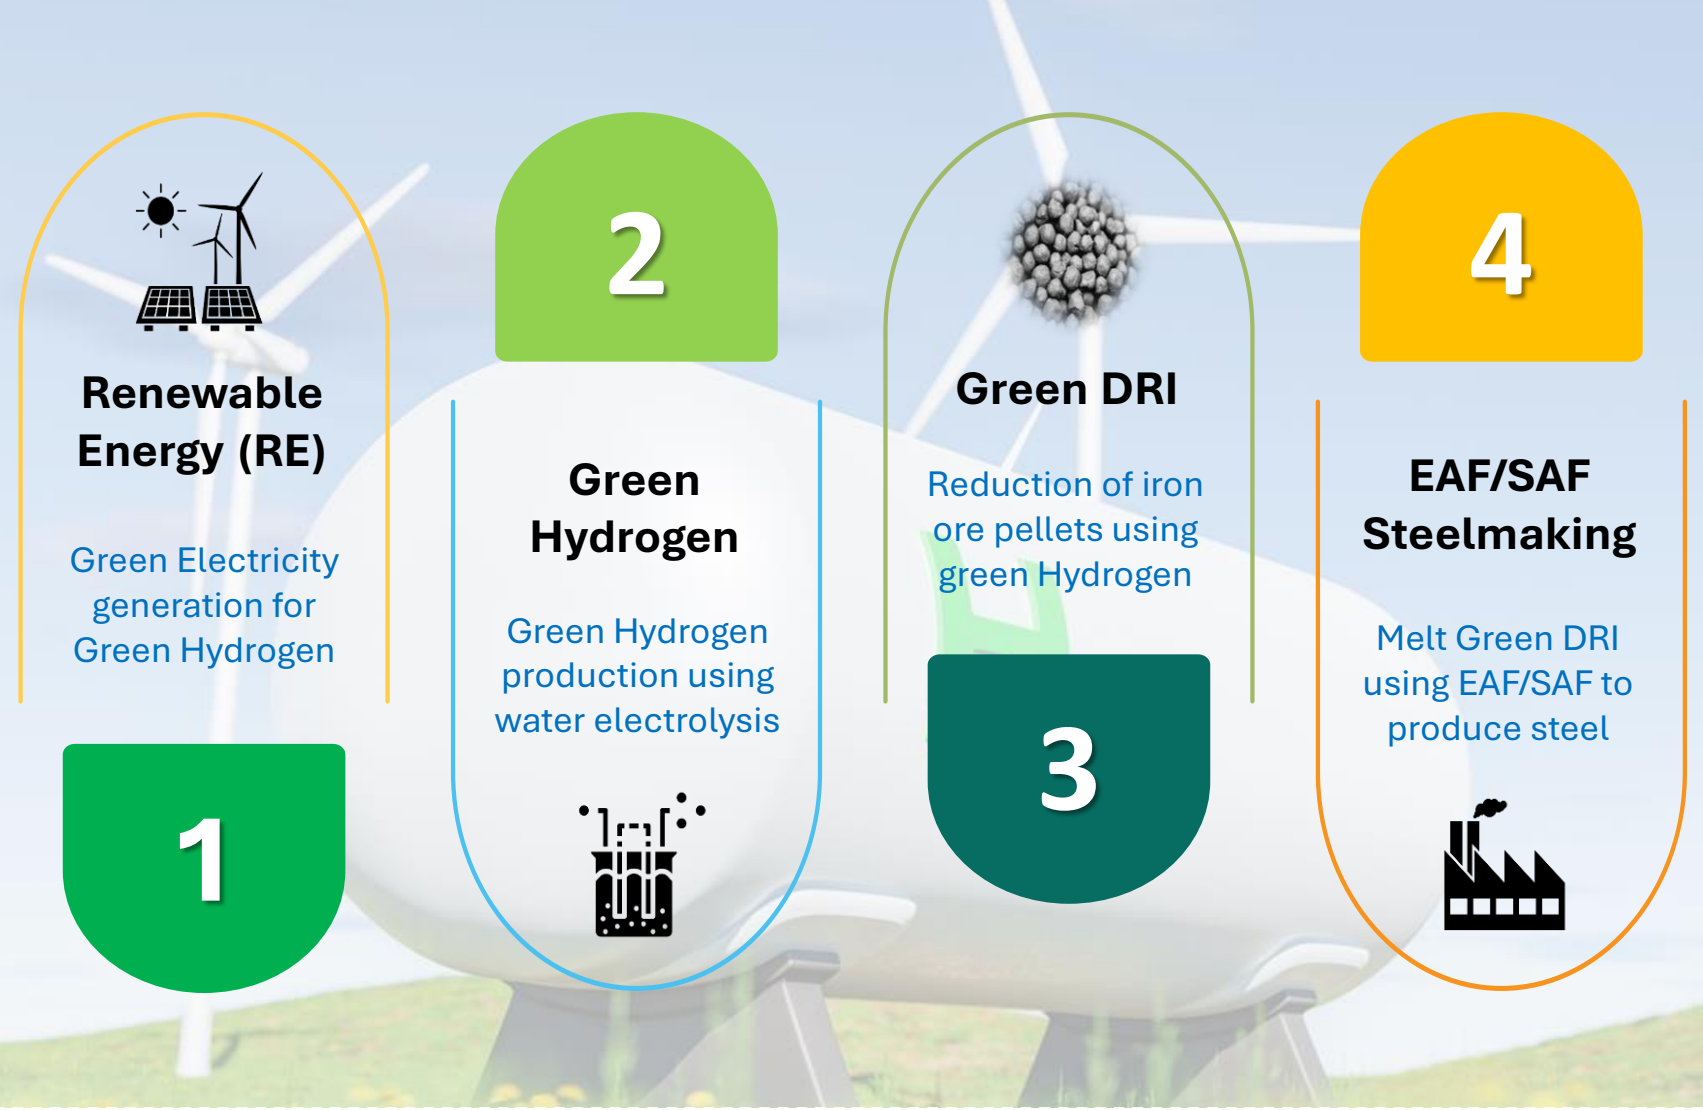 Renewable
Energy (RE)
Green Electricity
generation for
Green Hydrogen
1
2
Green
Hydrogen
Green Hydrogen
production using
water electrolysis
Green DRI
Reduction of iron
ore pellets using
green Hydrogen
3
4
EAF/SAF
Steelmaking
Melt Green DRI
using EAF/SAF to
produce steel